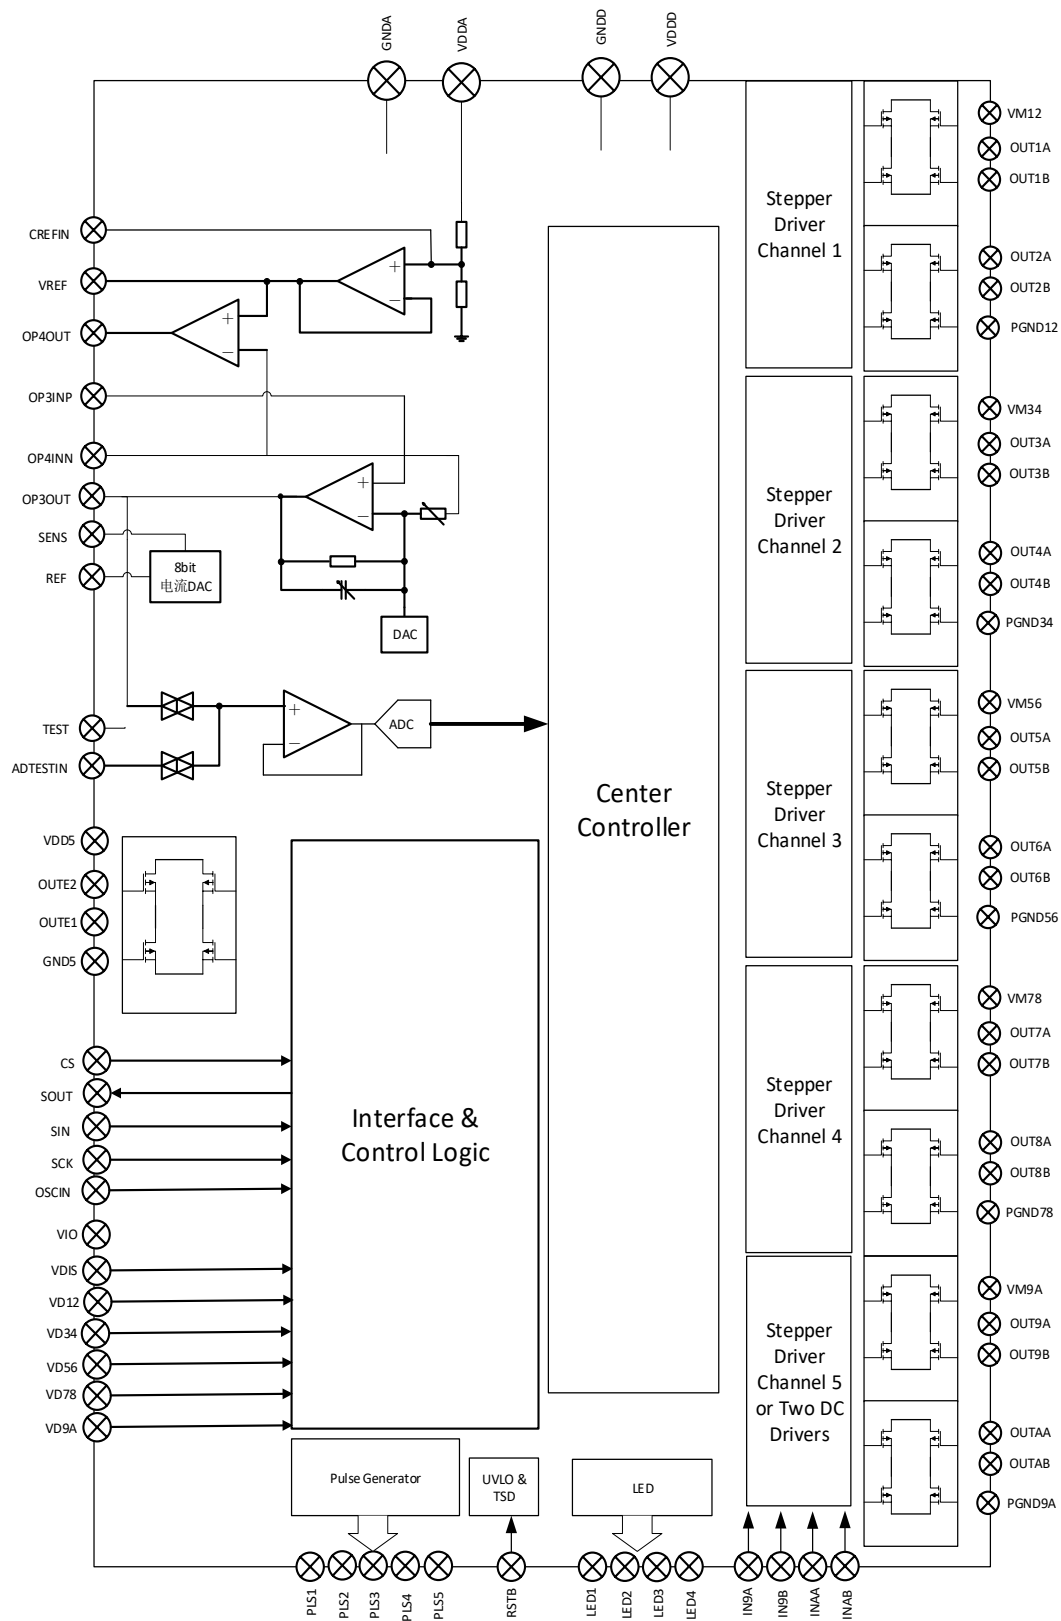 GNDA
VDDA
GNDD
VDDD
CREFIN
VREF
OP4OUT
OP3INP
OP4INN
OP3OUT
SENS
REF
TEST
ADTESTIN
VDD5
OUTE2
OUTE1
GND5
CS
SOUT
SIN
SCK
OSCIN
VIO
VDIS
VD12
VD34
VD56
VD78
VD9A
+
−
+
−
+
−
8bit
电流DAC
DAC
+
−
ADC
Interface &
Control Logic
Center
Controller
Stepper
Driver
Channel 1
Stepper
Driver
Channel 2
Stepper
Driver
Channel 3
Stepper
Driver
Channel 4
Stepper
Driver
Channel 5
or Two DC
Drivers
VM12
OUT1A
OUT1B
OUT2A
OUT2B
PGND12
VM34
OUT3A
OUT3B
OUT4A
OUT4B
PGND34
VM56
OUT5A
OUT5B
OUT6A
OUT6B
PGND56
VM78
OUT7A
OUT7B
OUT8A
OUT8B
PGND78
VM9A
OUT9A
OUT9B
OUTAA
OUTAB
PGND9A
Pulse Generator
UVLO &
TSD
LED
PLS1
PLS2
PLS3
PLS4
PLS5
RSTB
LED1
LED2
LED3
LED4
IN9A
IN9B
INAA
INAB